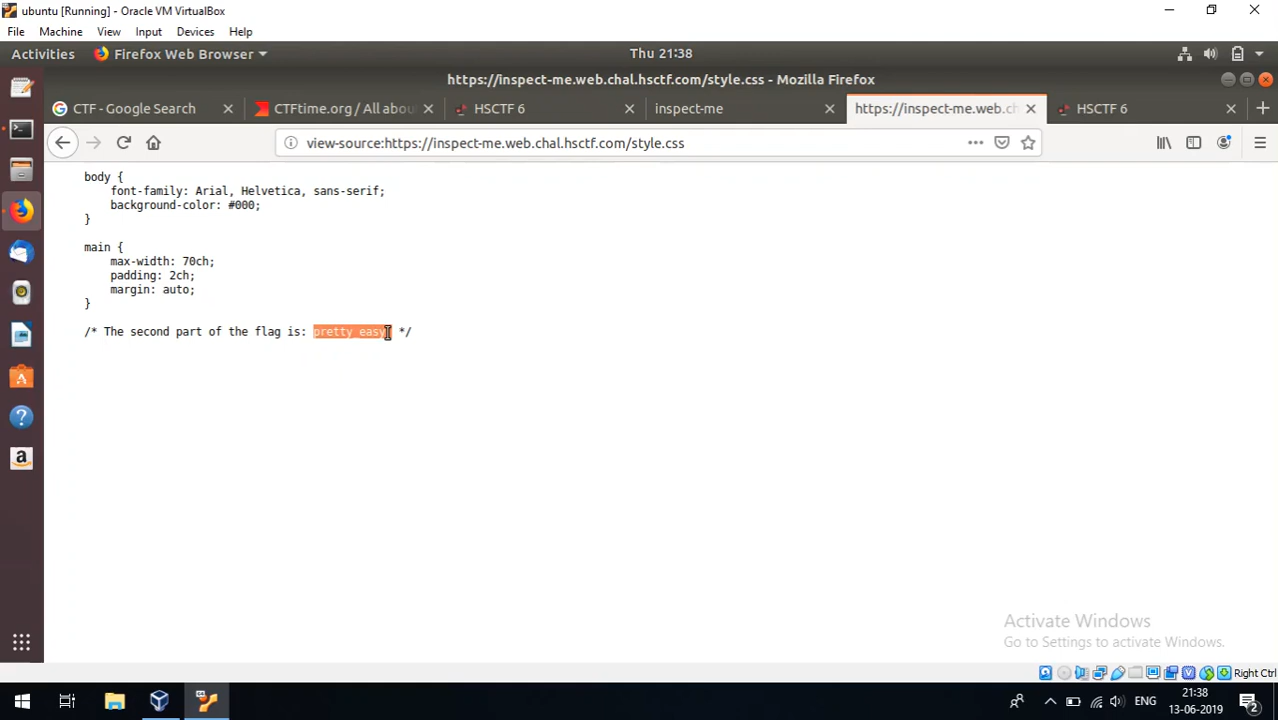 ubuntu [Running] - Oracle VM VirtualBox
File Machine View Input Devices Help
Activities Firefox Web Browser Thu 21:38
https://inspect-me.web.chal.hsctf.com/style.css - Mozilla Firefox
CTF - Google Search CTFtime.org / All abou HSCTF 6 inspect-me https://inspect-me.web.ch HSCTF 6
view-source:https://inspect-me.web.chal.hsctf.com/style.css
body {
font-family: Arial, Helvetica, sans-serif;
background-color: #000;
}
main {
max-width: 70ch;
padding: 2ch;
margin: auto;
}
/* The second part of the flag is: pretty_easy */
Activate Windows
Go to Settings to activate Windows.
Right Ctrl
ENG
21:38
13-06-2019
2